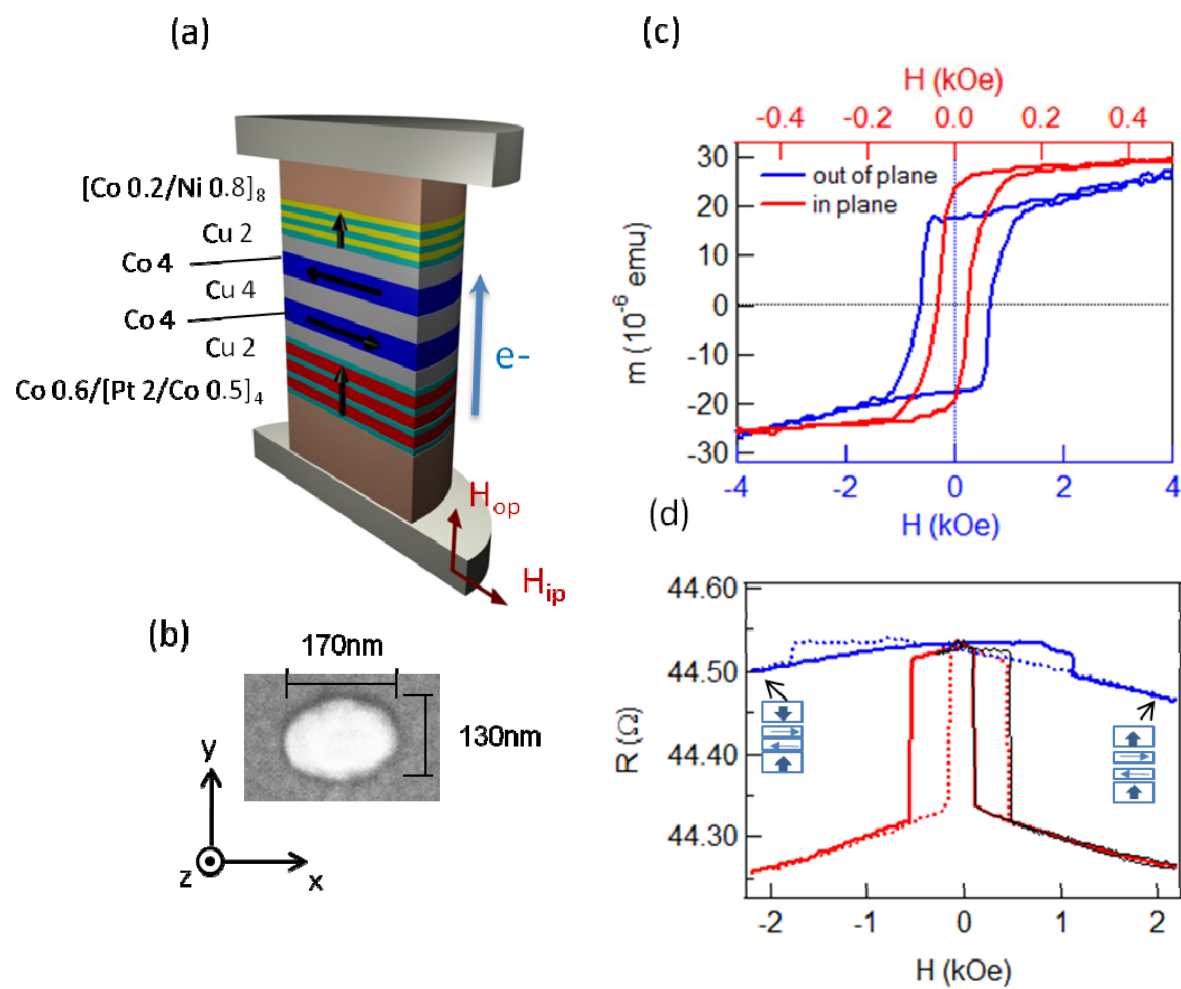 (a)
[Co 0.2/Ni 0.8]8
Cu 2
Co 4
Cu 4
Co 4
Cu 2
Co 0.6/[Pt 2/Co 0.5]4
e-
Hop
Hip
(b)
170nm
130nm
y
z
x
(c)
H (kOe)
-0.4 -0.2 0.0 0.2 0.4
30
20
10
0
-10
-20
-30
m (10-6 emu)
out of plane
in plane
-4 -2 0 2 4
H (kOe)
(d)
44.60
44.50
44.40
44.30
R (Ω)
-2 -1 0 1 2
H (kOe)